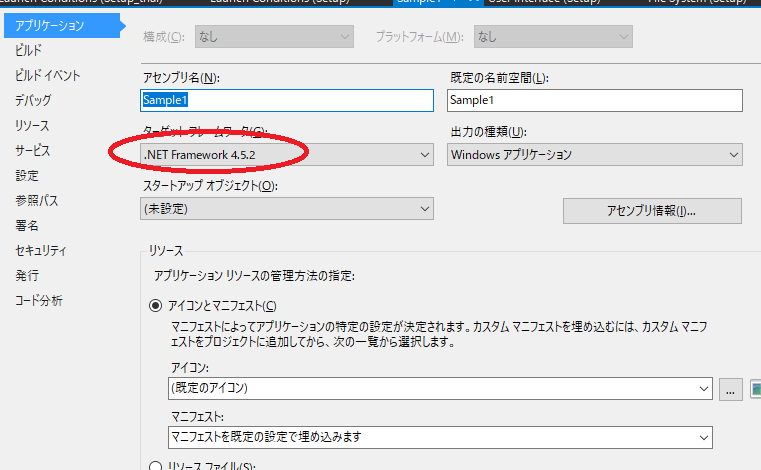 Launch Conditions (Setup_trial)
Launch Conditions (Setup)
Sample1
User Interface (Setup)
File System (Setup)
アプリケーション
ビルド
ビルド イベント
デバッグ
リソース
サービス
設定
参照パス
署名
セキュリティ
発行
コード分析
構成(C):
なし
プラットフォーム(M):
なし
アセンブリ名(N):
既定の名前空間(L):
Sample1
Sample1
ターゲット フレームワーク(G):
出力の種類(U):
.NET Framework 4.5.2
Windows アプリケーション
スタートアップ オブジェクト(O):
(未設定)
アセンブリ情報(I)...
リソース
アプリケーション リソースの管理方法の指定:
アイコンとマニフェスト(C)
マニフェストによってアプリケーションの特定の設定が決定されます。カスタム マニフェストを埋め込むには、カスタム マニフ
ェストをプロジェクトに追加してから、次の一覧から選択します。
アイコン:
(既定のアイコン)
...
マニフェスト:
マニフェストを既定の設定で埋め込みます
リソース ファイル(S):